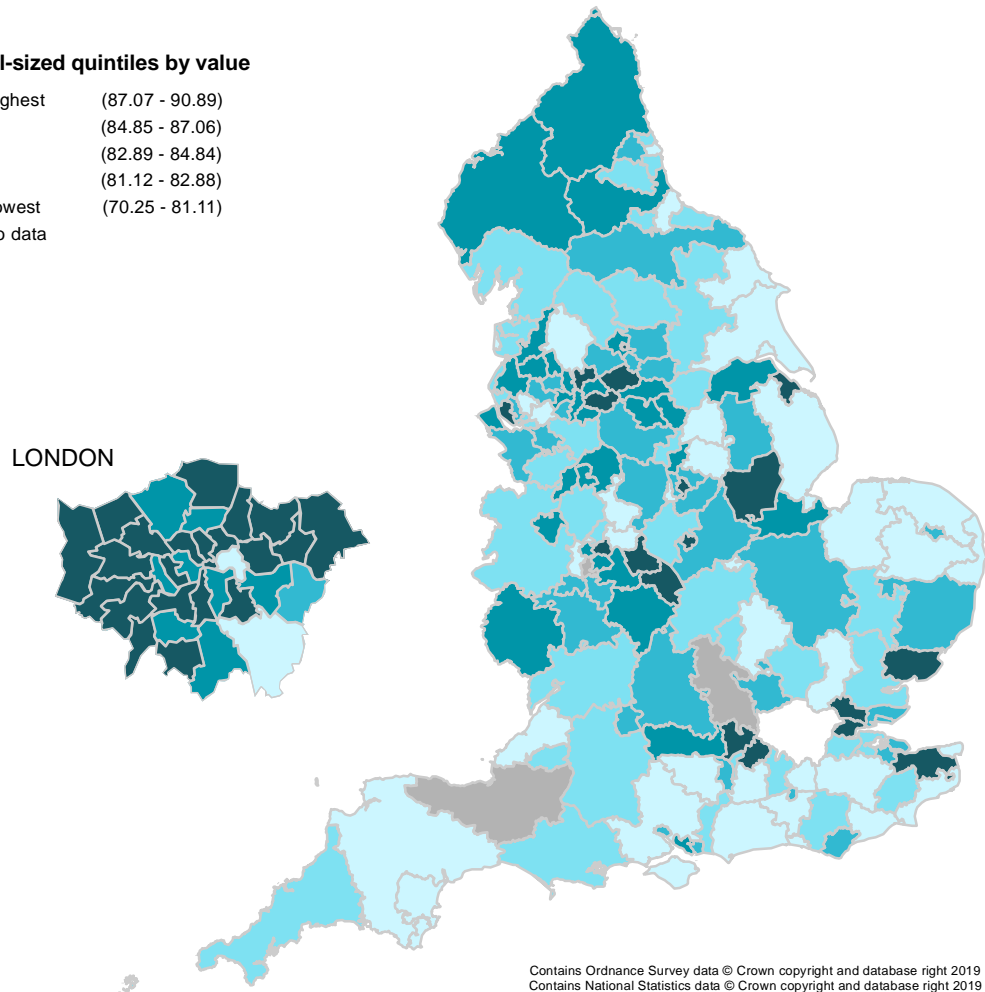 l-sized quintiles by value
ghest (87.07 - 90.89)
(84.85 - 87.06)
(82.89 - 84.84)
(81.12 - 82.88)
owest (70.25 - 81.11)
o data
LONDON
Contains Ordnance Survey data © Crown copyright and database right 2019
Contains National Statistics data © Crown copyright and database right 2019